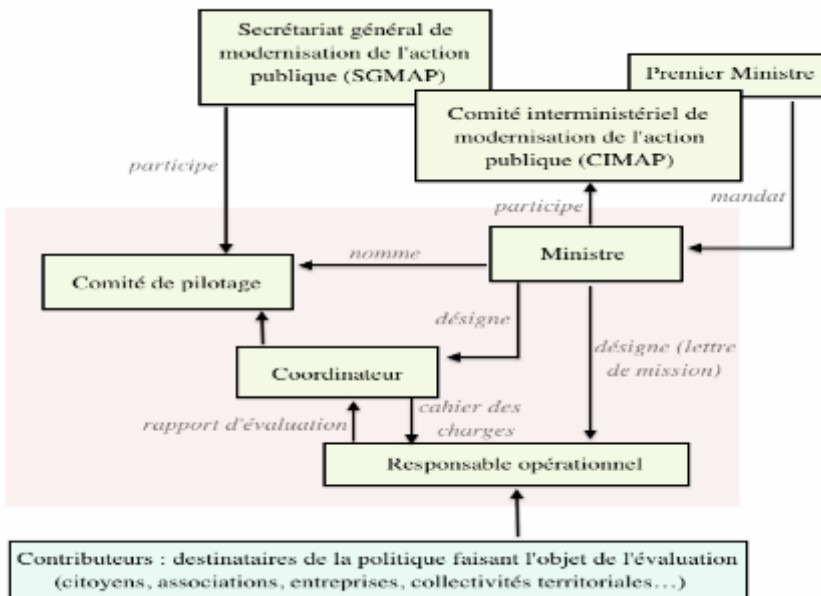 Secrétariat général de
modernisation de l'action
publique (SGMAP)
Premier Ministre
Comité interministériel de
modernisation de l'action
publique (CIMAP)
participe
participe
mandat
Ministre
nomme
Comité de pilotage
désigne
désigne (lettre
de mission)
Coordinateur
rapport d'évaluation
cahier des
charges
Responsable opérationnel
Contributeurs : destinataires de la politique faisant l'objet de l'évaluation
(citoyens, associations, entreprises, collectivités territoriales…)